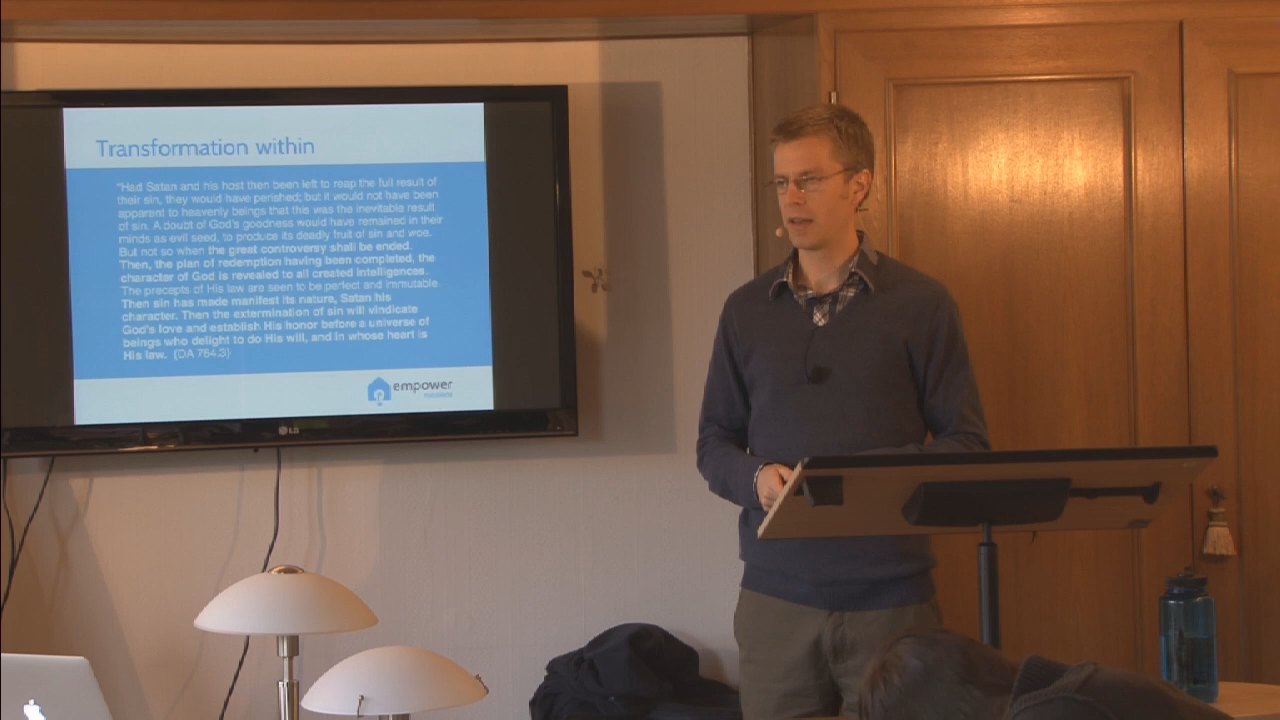 Transformation within
“Had Satan and his host then been left to reap the full result of
their sin, they would have perished; but it would not have been
apparent to heavenly beings that this was the inevitable result
of sin. A doubt of God's goodness would have remained in their
minds as evil seed, to produce its deadly fruit of sin and woe.
But not so when the great controversy shall be ended.
Then, the plan of redemption having been completed, the
character of God is revealed to all created intelligences.
The precepts of His law are seen to be perfect and immutable.
Then sin has made manifest its nature, Satan his
character. Then the extermination of sin will vindicate
God's love and establish His honor before a universe of
beings who delight to do His will, and in whose heart is
His law. {DA 764.3}
empower
LG